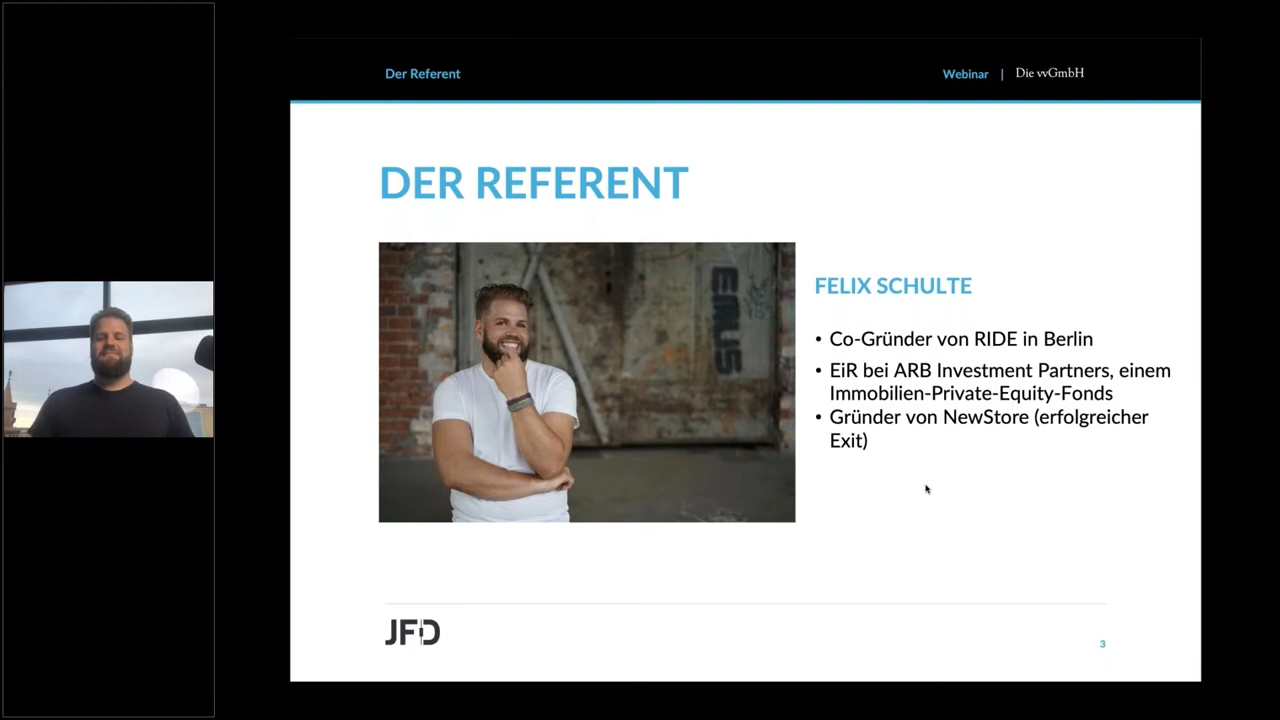 Der Referent
Webinar | Die vvGmbH
DER REFERENT
EINUS
FELIX SCHULTE
• Co-Gründer von RIDE in Berlin
• EiR bei ARB Investment Partners, einem
Immobilien-Private-Equity-Fonds
• Gründer von NewStore (erfolgreicher
Exit)
JFD
3